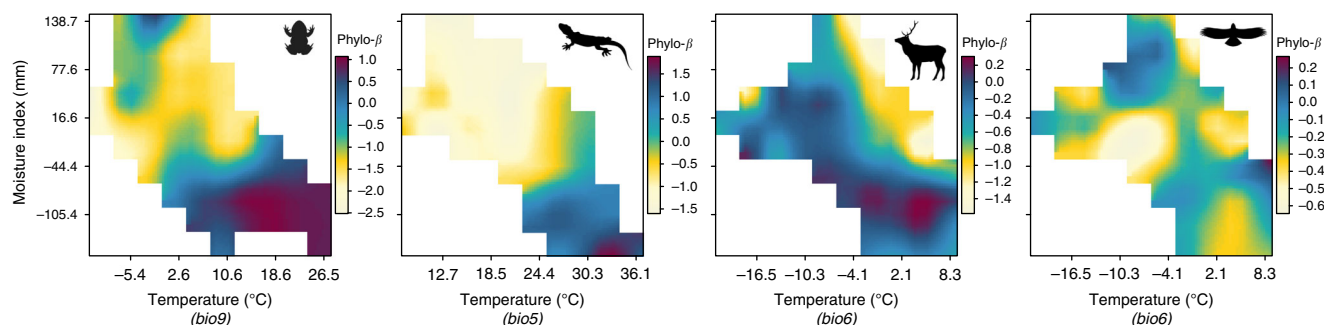 Moisture index (mm)
138.7
77.6
16.6
−44.4
−105.4
Phylo-β
1.0
0.5
0.0
−0.5
−1.0
−1.5
−2.0
−2.5
−5.4 2.6 10.6 18.6 26.5
Temperature (°C)
(bio9)
Phylo-β
1.5
1.0
0.5
0.0
−0.5
−1.0
−1.5
12.7 18.5 24.4 30.3 36.1
Temperature (°C)
(bio5)
Phylo-β
0.2
0.0
−0.2
−0.4
−0.6
−0.8
−1.0
−1.2
−1.4
−16.5 −10.3 −4.1 2.1 8.3
Temperature (°C)
(bio6)
Phylo-β
0.2
0.1
0.0
−0.1
−0.2
−0.3
−0.4
−0.5
−0.6
−16.5 −10.3 −4.1 2.1 8.3
Temperature (°C)
(bio6)